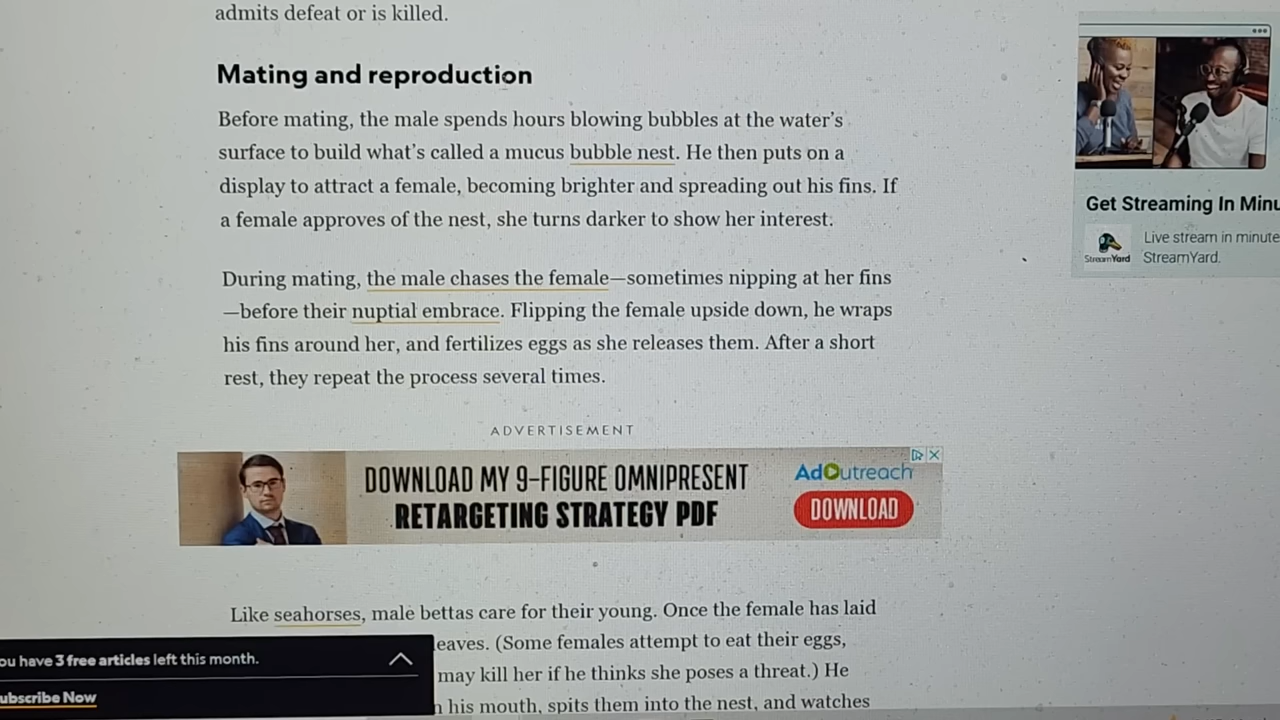 admits defeat or is killed.
Mating and reproduction
Before mating, the male spends hours blowing bubbles at the water's
surface to build what's called a mucus bubble nest. He then puts on a
display to attract a female, becoming brighter and spreading out his fins. If
a female approves of the nest, she turns darker to show her interest.
During mating, the male chases the female—sometimes nipping at her fins
—before their nuptial embrace. Flipping the female upside down, he wraps
his fins around her, and fertilizes eggs as she releases them. After a short
rest, they repeat the process several times.
ADVERTISEMENT
DOWNLOAD MY 9-FIGURE OMNIPRESENT
RETARGETING STRATEGY PDF
AdOutreach
DOWNLOAD
Like seahorses, male bettas care for their young. Once the female has laid
eaves. (Some females attempt to eat their eggs,
may kill her if he thinks she poses a threat.) He
his mouth, spits them into the nest, and watches
ou have 3 free articles left this month.
ubscribe Now
Get Streaming In Minu
StreamYard
Live stream in minute
StreamYard.